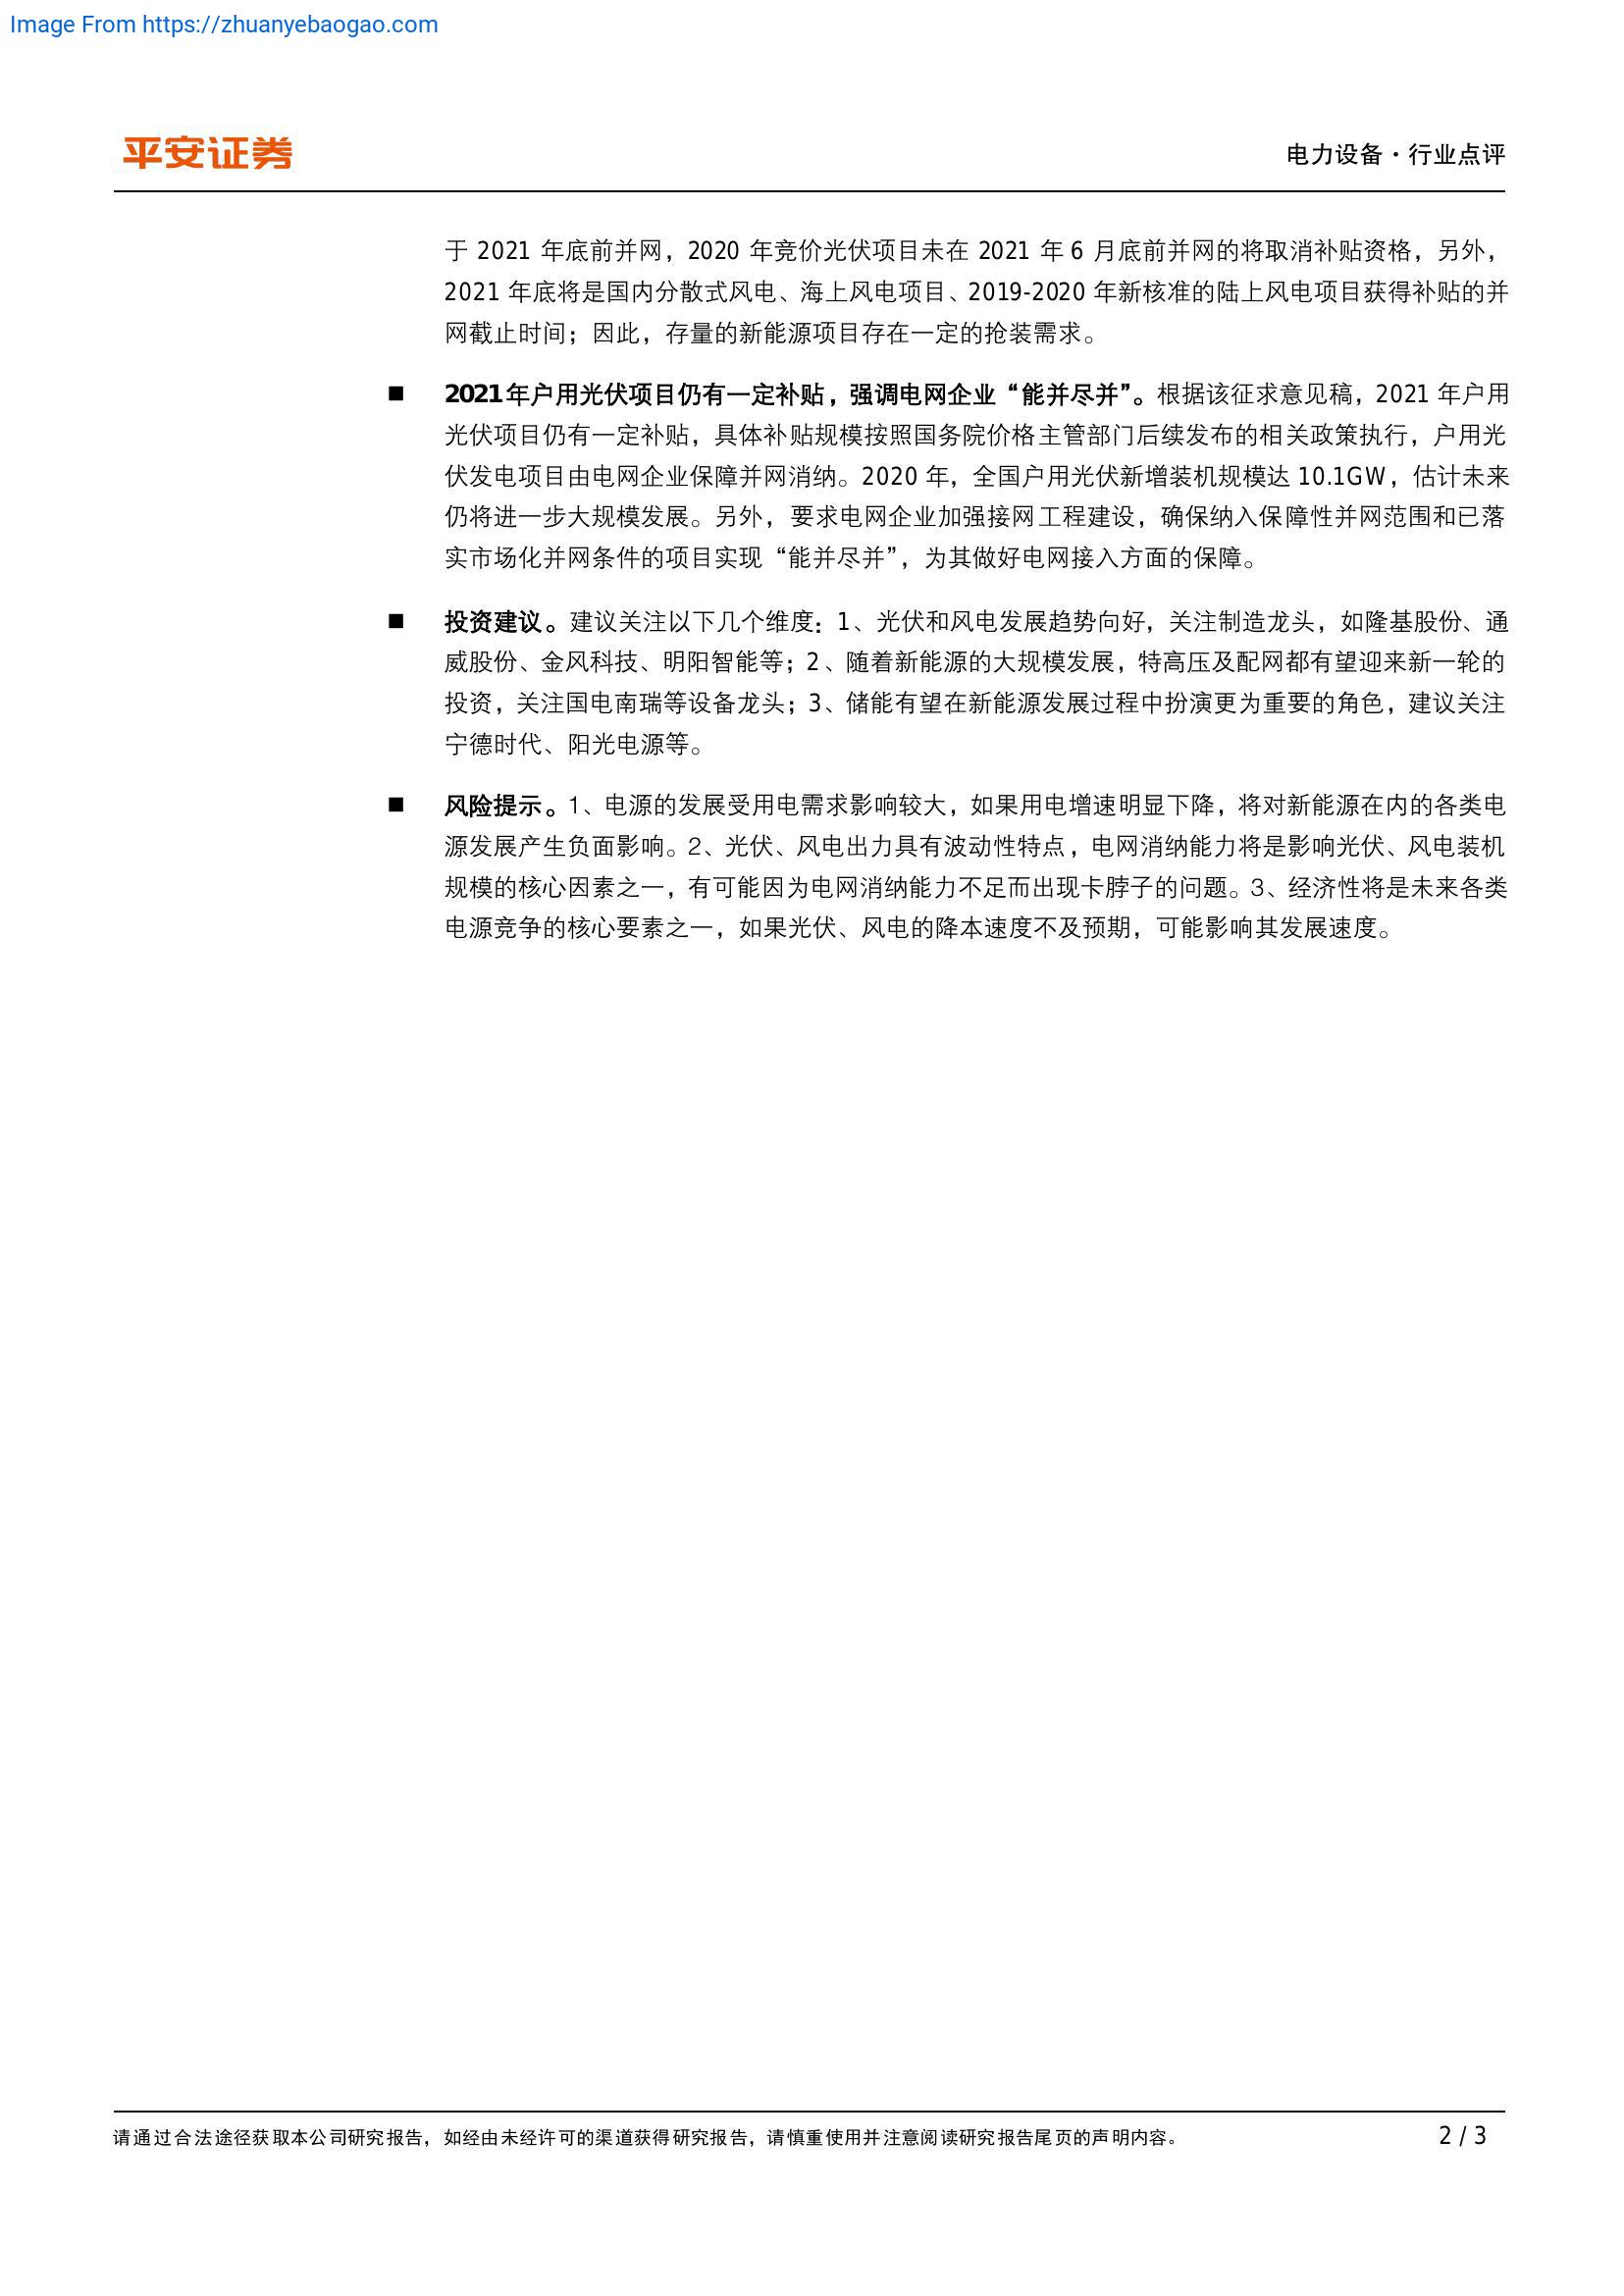 Image From https://zhuanyebaogao.com
平安证券
电力设备·行业点评
于 2021 年底前并网，2020 年竞价光伏项目未在 2021 年 6 月底前并网的将取消补贴资格，另外，
2021 年底将是国内分散式风电、海上风电项目、2019-2020 年新核准的陆上风电项目获得补贴的并
网截止时间；因此，存量的新能源项目存在一定的抢装需求。
■ 2021 年户用光伏项目仍有一定补贴，强调电网企业“能并尽并”。根据该征求意见稿，2021 年户用
光伏项目仍有一定补贴，具体补贴规模按照国务院价格主管部门后续发布的相关政策执行，户用光
伏发电项目由电网企业保障并网消纳。2020 年，全国户用光伏新增装机规模达 10.1GW，估计未来
仍将进一步大规模发展。另外，要求电网企业加强接网工程建设，确保纳入保障性并网范围和已落
实市场化并网条件的项目实现“能并尽并”，为其做好电网接入方面的保障。
■ 投资建议。建议关注以下几个维度：1、光伏和风电发展趋势向好，关注制造龙头，如隆基股份、通
威股份、金风科技、明阳智能等；2、随着新能源的大规模发展，特高压及配网都有望迎来新一轮的
投资，关注国电南瑞等设备龙头；3、储能有望在新能源发展过程中扮演更为重要的角色，建议关注
宁德时代、阳光电源等。
■ 风险提示。1、电源的发展受用电需求影响较大，如果用电增速明显下降，将对新能源在内的各类电
源发展产生负面影响。2、光伏、风电出力具有波动性特点，电网消纳能力将是影响光伏、风电装机
规模的核心因素之一，有可能因为电网消纳能力不足而出现卡脖子的问题。3、经济性将是未来各类
电源竞争的核心要素之一，如果光伏、风电的降本速度不及预期，可能影响其发展速度。
请通过合法途径获取本公司研究报告，如经由未经许可的渠道获得研究报告，请慎重使用并注意阅读研究报告尾页的声明内容。
2 / 3